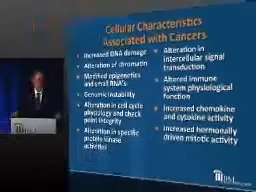 Cellular Characteristics
Associated with Cancers
Increased DNA damage
Alteration of chromatin
Modified epigenetics
and small RNA's
Genomic instability
Alteration in cell cycle
physiology and check
point integrity
Alteration in specific
protein kinase
activities
Alteration in
intercellular signal
transduction
Altered immune
system physiological
function
Increased chemokine
and cytokine activity
Increased hormonally
driven mitotic activity